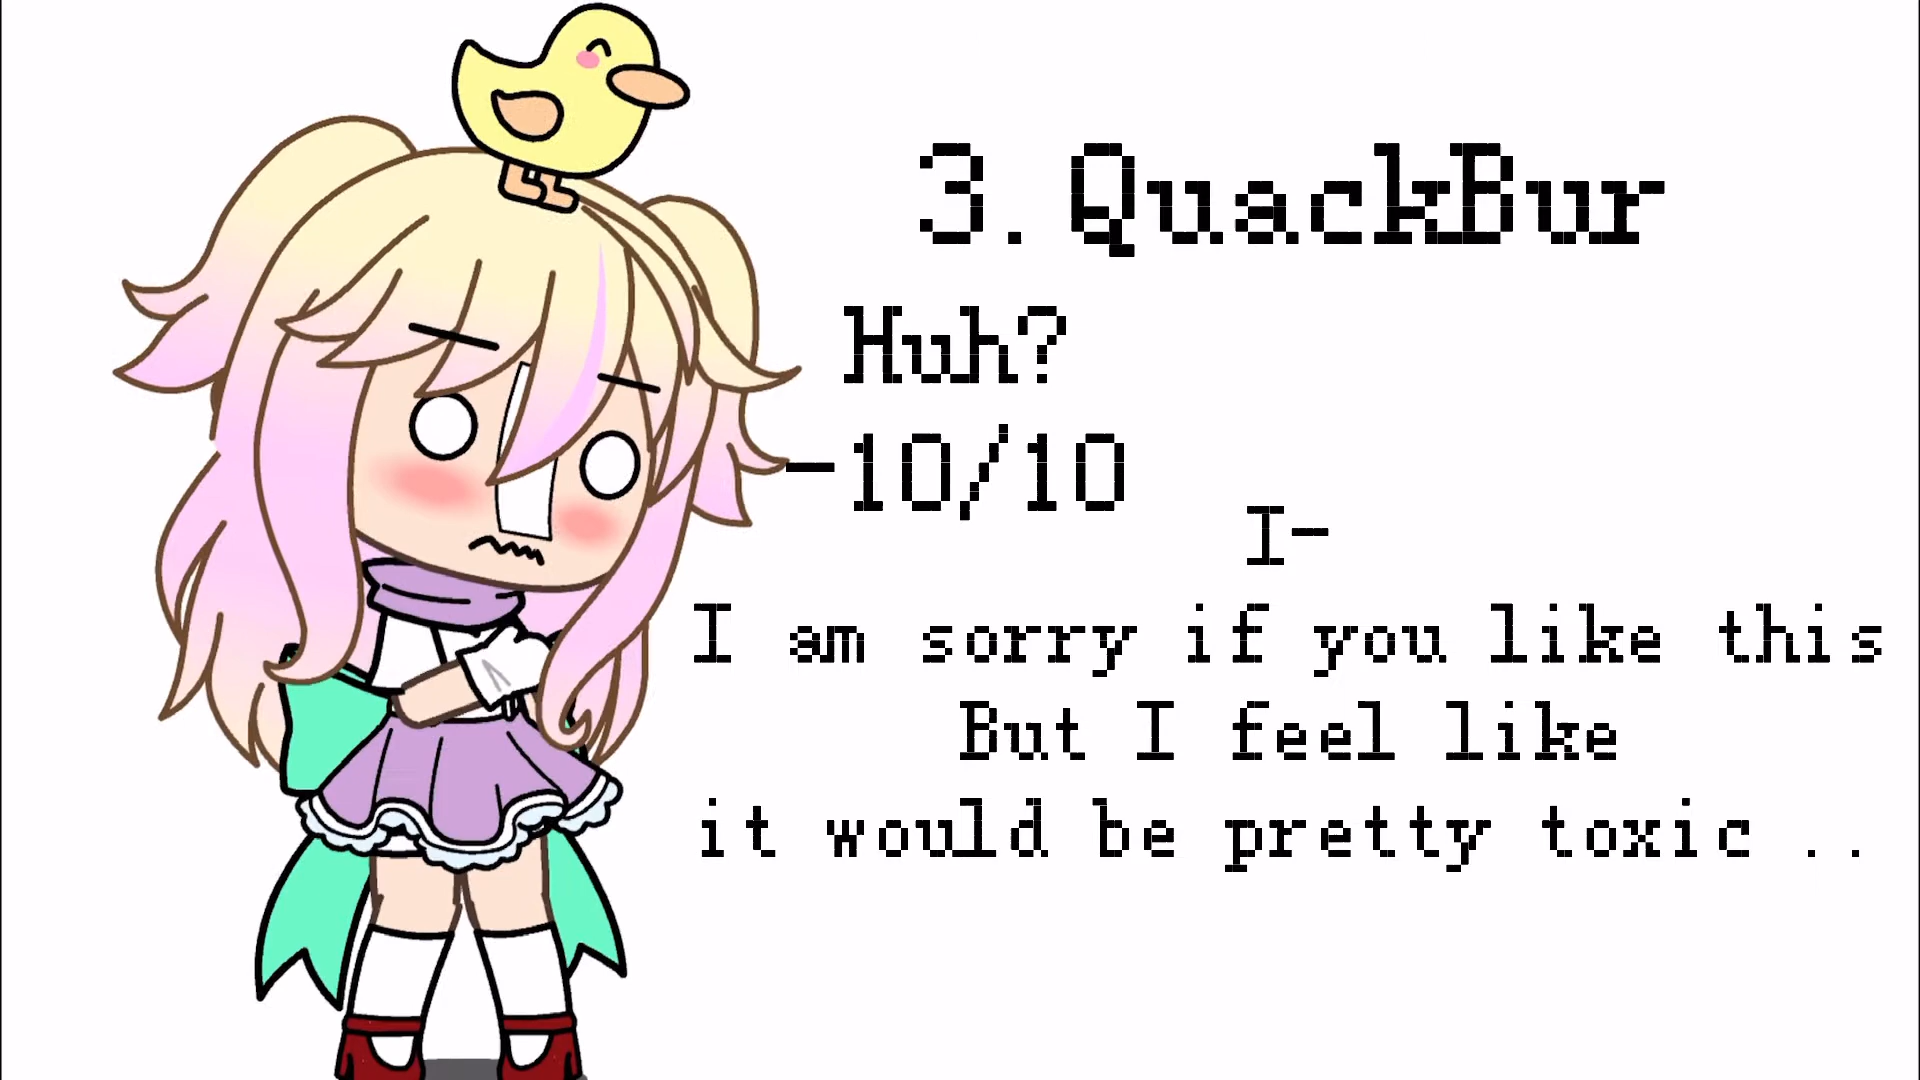 3. QuackBur
Huh?
-10/10
I-
I am sorry if you like this
But I feel like
it would be pretty toxic ..